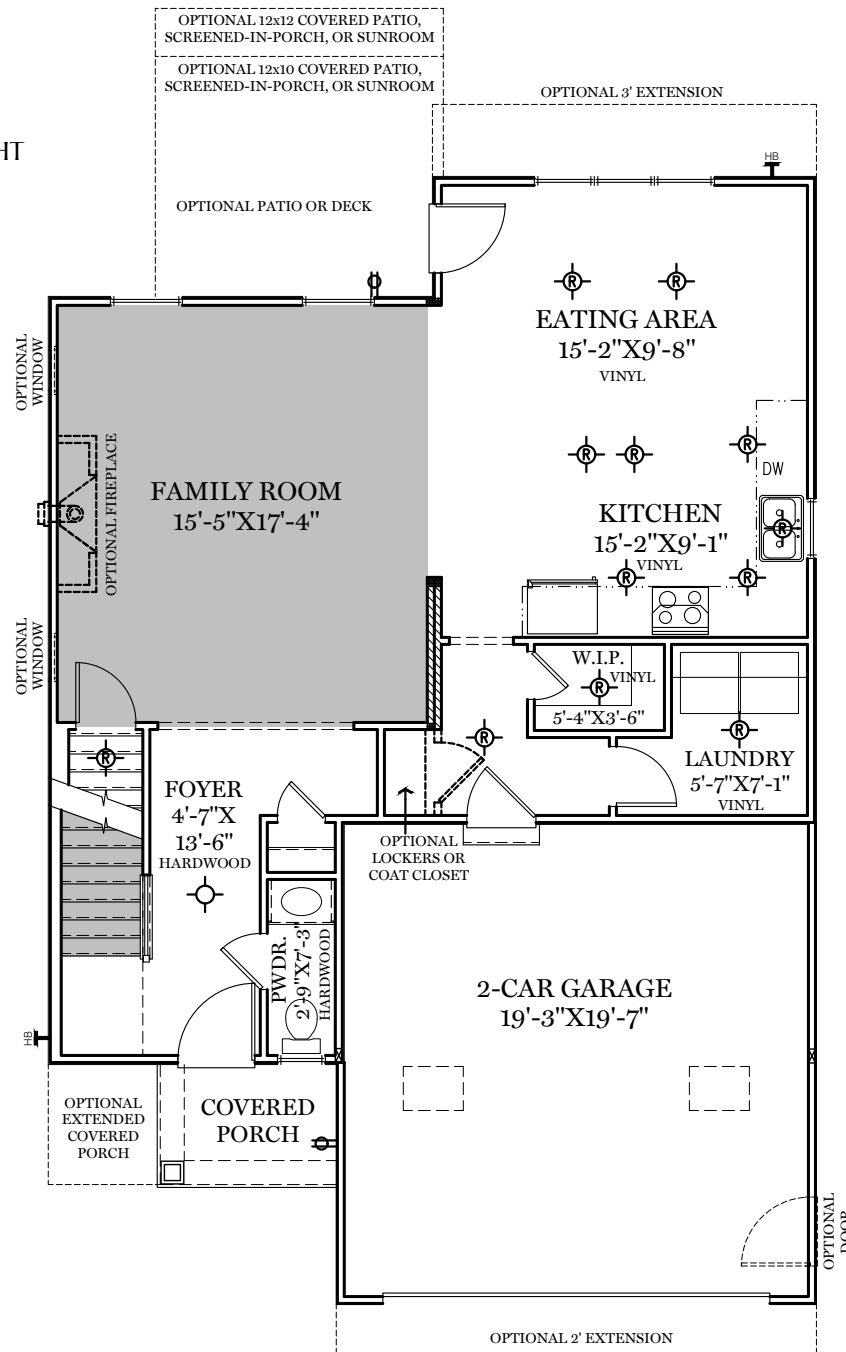 OPTIONAL 12x12 COVERED PATIO,
SCREENED-IN-PORCH, OR SUNROOM
OPTIONAL 12x10 COVERED PATIO,
SCREENED-IN-PORCH, OR SUNROOM
OPTIONAL 3' EXTENSION
HT
HB
OPTIONAL PATIO OR DECK
R
R
EATING AREA
15'-2"X9'-8"
VINYL
OPTIONAL
WINDOW
OPTIONAL FIREPLACE
FAMILY ROOM
15'-5"X17'-4"
R
R
R
DW
KITCHEN
15'-2"X9'-1"
VINYL
R
R
R
OPTIONAL
WINDOW
W.I.P.
VINYL
R
5'-4"X3'-6"
R
R
R
LAUNDRY
5'-7"X7'-1"
VINYL
FOYER
4'-7"X
13'-6"
HARDWOOD
OPTIONAL
LOCKERS OR
COAT CLOSET
PWDR.
2'-9"X7'-3"
HARDWOOD
2-CAR GARAGE
19'-3"X19'-7"
HB
OPTIONAL
EXTENDED
COVERED
PORCH
COVERED
PORCH
OPTIONAL
DOOR
OPTIONAL 2' EXTENSION